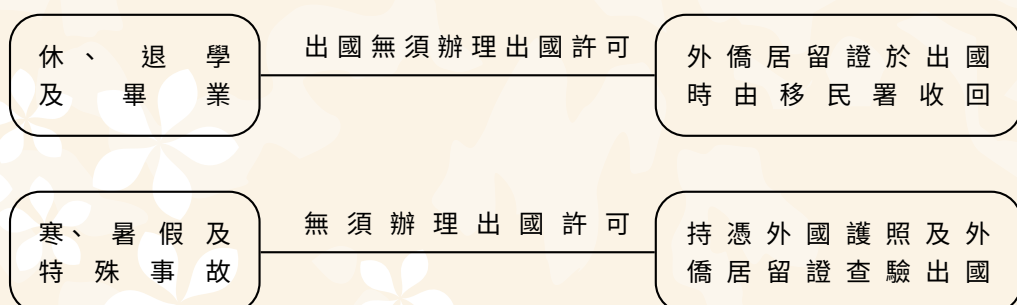 休、退學
及畢業
出國無須辦理出國許可
外僑居留證於出國
時由移民署收回
寒、暑假及
特殊事故
無須辦理出國許可
持憑外國護照及外
僑居留證查驗出國